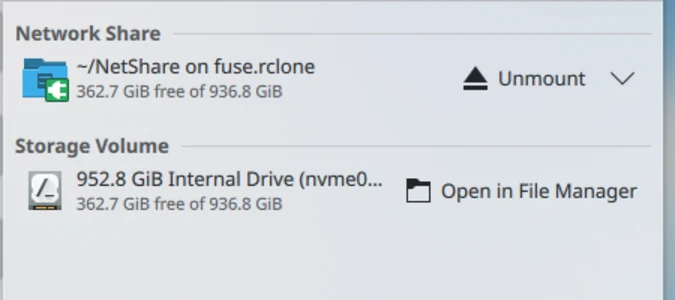 Network Share
~/NetShare on fuse.rclone
362.7 GiB free of 936.8 GiB
Unmount
Storage Volume
952.8 GiB Internal Drive (nvme0...
362.7 GiB free of 936.8 GiB
Open in File Manager